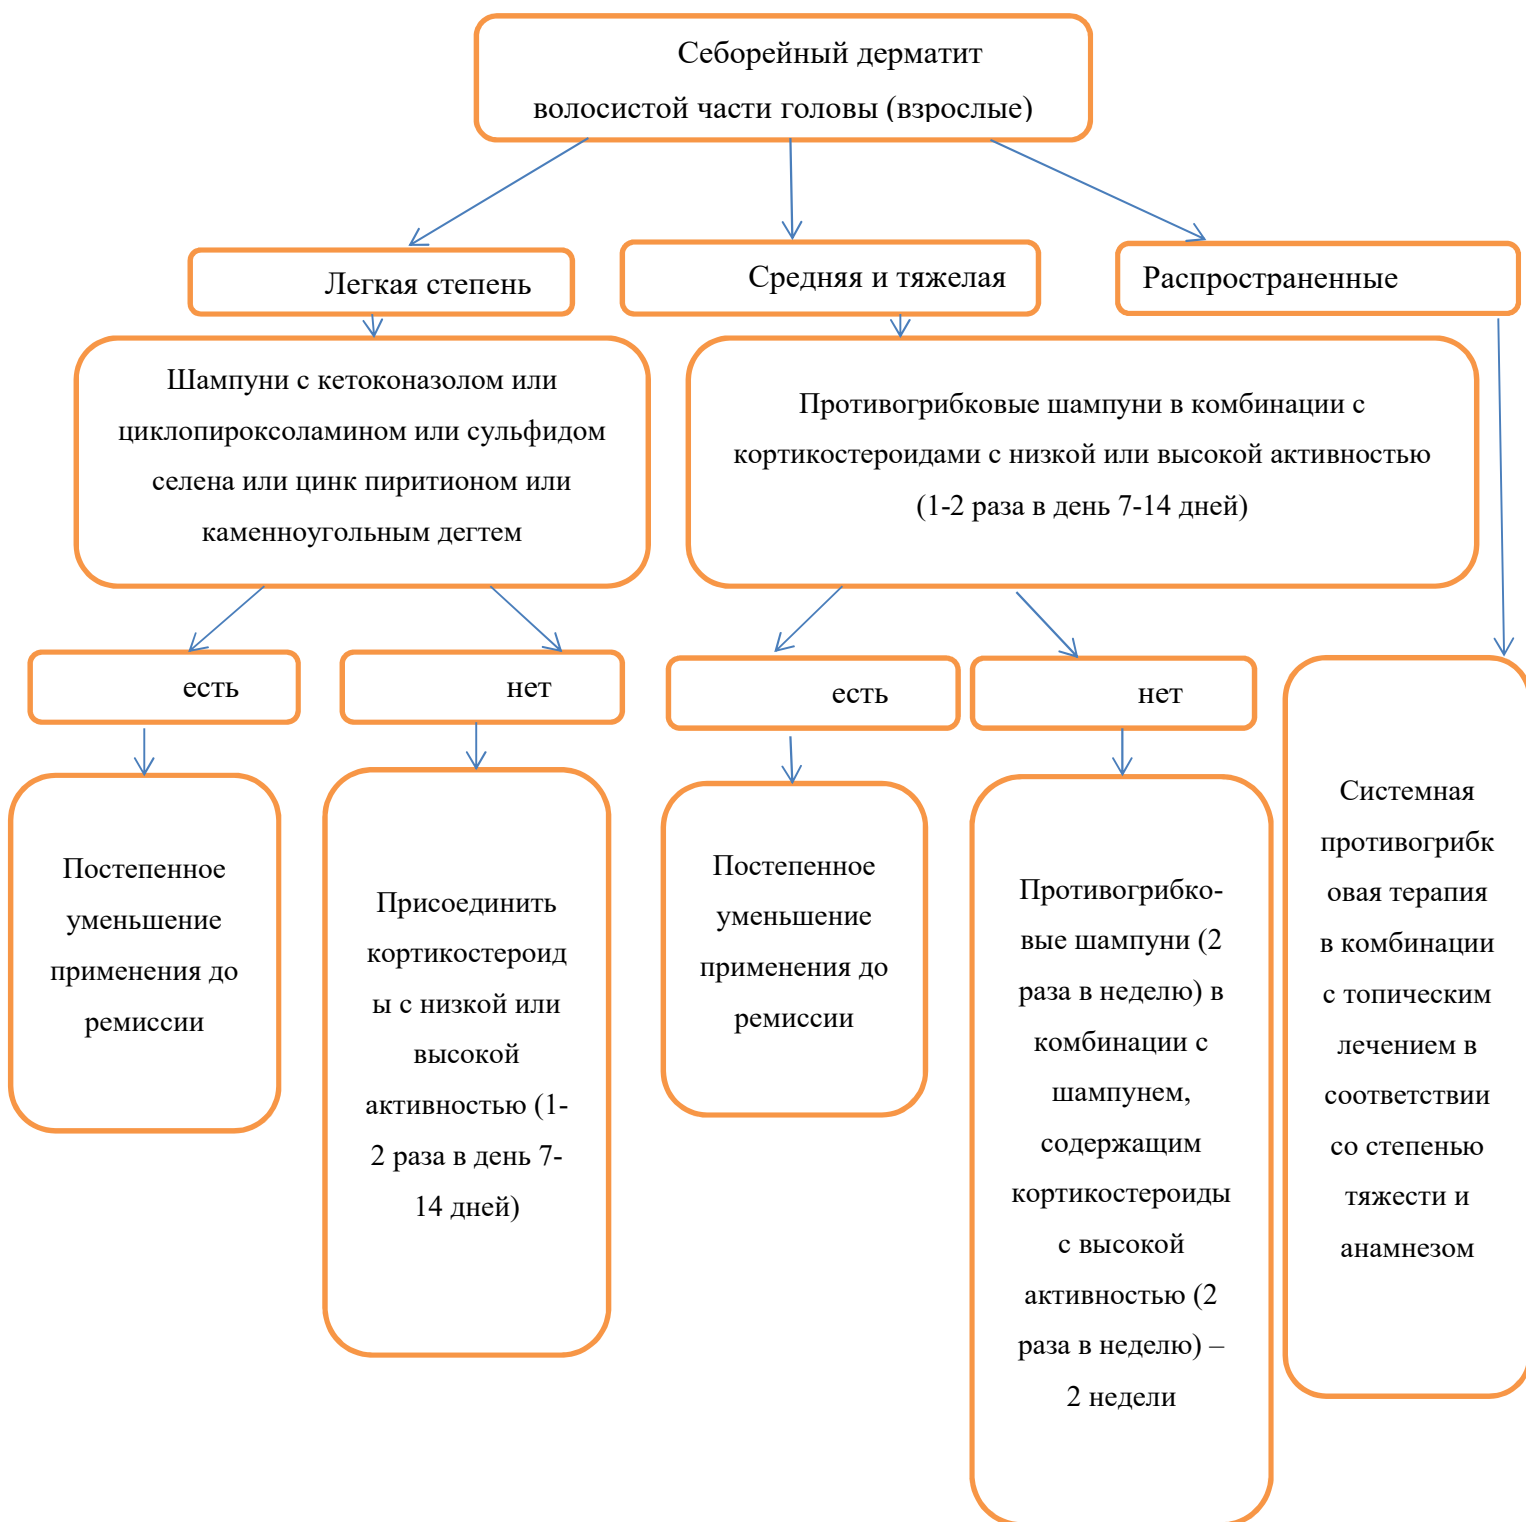 Себорейный дерматит
волосистой части головы (взрослые)
Легкая степень
Средняя и тяжелая
Распространенные
Шампуни с кетоконазолом или
циклопироксоламином или сульфидом
селена или цинк пиритионом или
каменноугольным дегтем
Противогрибковые шампуни в комбинации с
кортикостероидами с низкой или высокой активностью
(1-2 раза в день 7-14 дней)
есть
нет
есть
нет
Постепенное
уменьшение
применения до
ремиссии
Присоединить
кортикостероид
ы с низкой или
высокой
активностью (1-
2 раза в день 7-
14 дней)
Постепенное
уменьшение
применения до
ремиссии
Противогрибко-
вые шампуни (2
раза в неделю) в
комбинации с
шампунем,
содержащим
кортикостероиды
с высокой
активностью (2
раза в неделю) –
2 недели
Системная
противогрибк
овая терапия
в комбинации
с топическим
лечением в
соответствии
со степенью
тяжести и
анамнезом